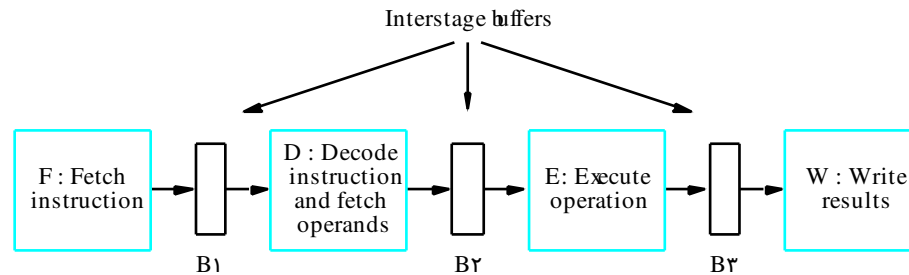 Interstage buffers
F : Fetch
instruction
D : Decode
instruction
and fetch
operands
E: Execute
operation
W : Write
results
B۱
B۲
B۳